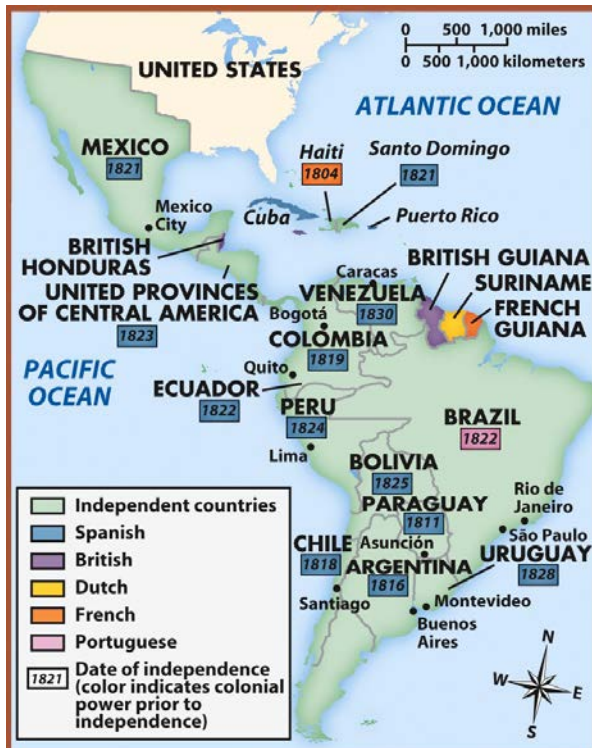 0 500 1,000 miles
0 500 1,000 kilometers
UNITED STATES
ATLANTIC OCEAN
MEXICO
1821
Haiti
1804
Santo Domingo
1821
Mexico
City
Cuba
Puerto Rico
BRITISH
HONDURAS
BRITISH GUIANA
SURINAME
FRENCH
GUIANA
UNITED PROVINCES
OF CENTRAL AMERICA
1823
Caracas
VENEZUELA
1830
Bogotá
COLOMBIA
1819
PACIFIC
OCEAN
Quito
ECUADOR
1822
PERU
1824
Lima
BRAZIL
1822
BOLIVIA
1825
PARAGUAY
1811
Rio de
Janeiro
São Paulo
CHILE
1818
Asunción
ARGENTINA
1816
URUGUAY
1828
Santiago
Montevideo
Buenos
Aires
Independent countries
Spanish
British
Dutch
French
Portuguese
1821 Date of independence
(color indicates colonial
power prior to
independence)
N
W E
S